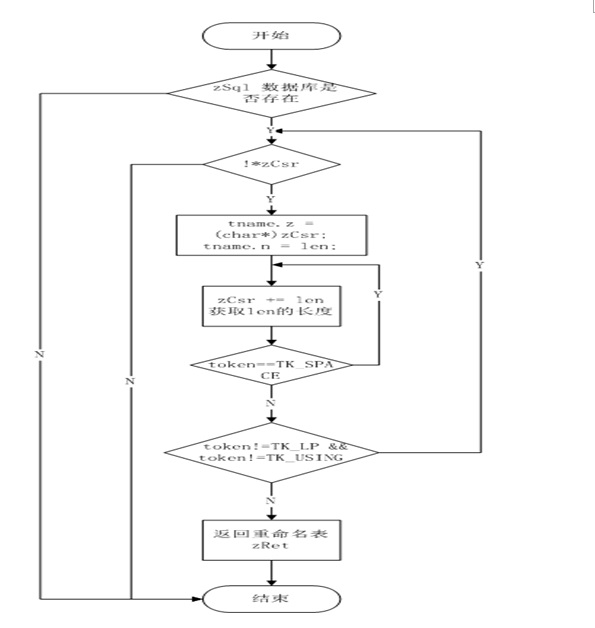 开始
zSql 数据库是
否存在
Y
!*zCsr
Y
tname.z =
(char*)zCsr;
tname.n = len;
Y
Y
zCsr += len
获取len的长度
N
token==TK_SPA
CE
N
N
token!=TK_LP &&
token!=TK_USING
N
返回重命名表
zRet
结束